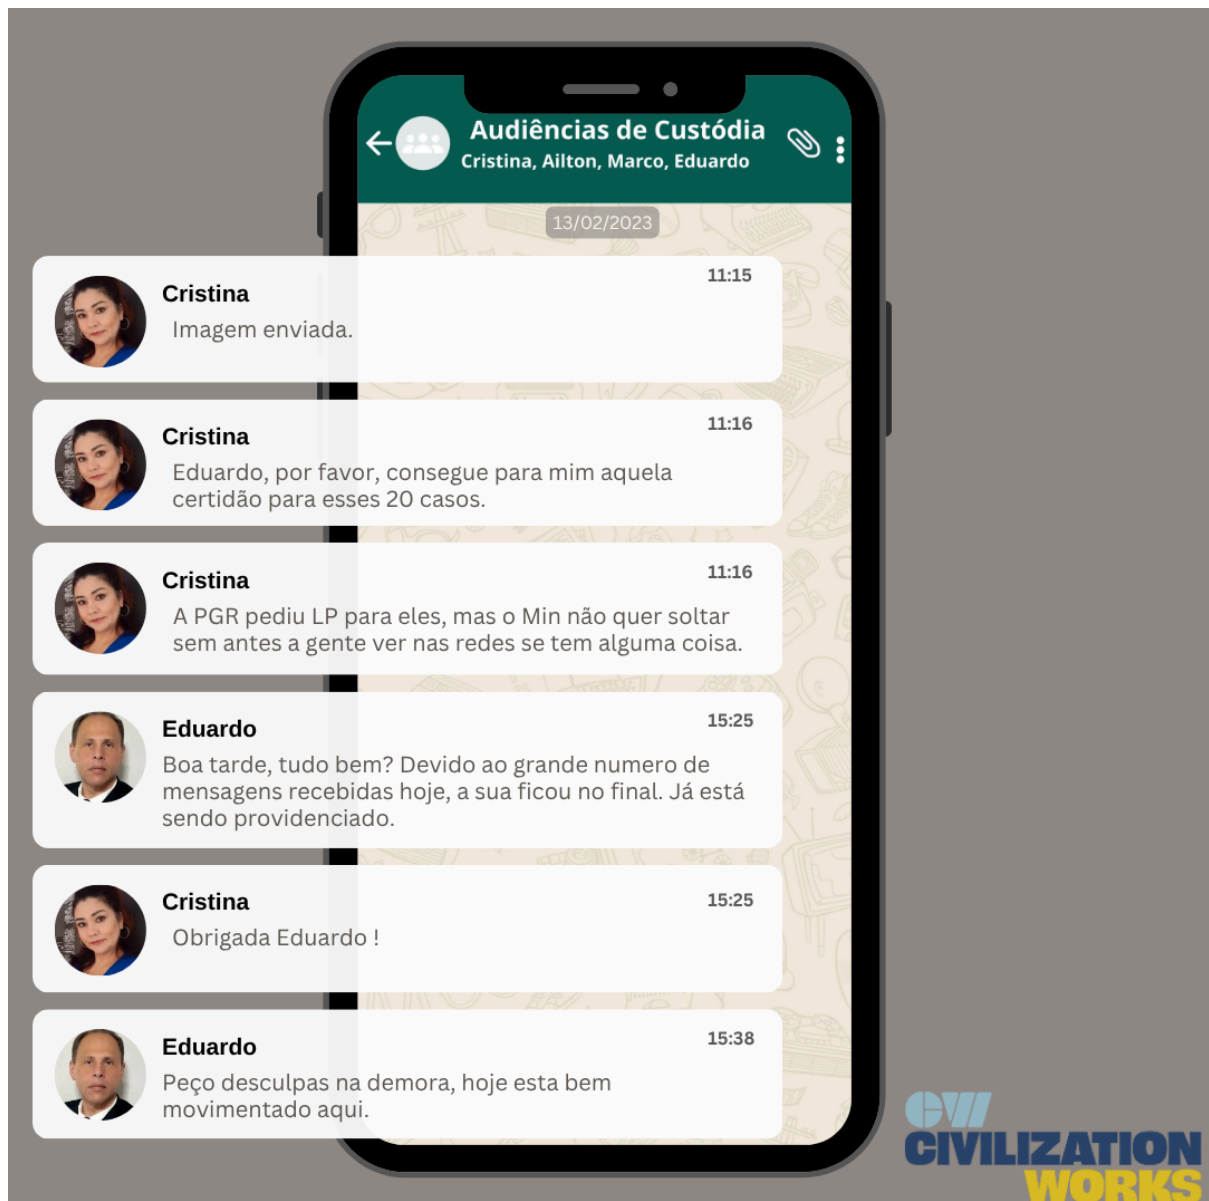 Audiências de Custódia
Cristina, Ailton, Marco, Eduardo
13/02/2023
Cristina
11:15
Imagem enviada.
Cristina
11:16
Eduardo, por favor, consegue para mim aquela
certidão para esses 20 casos.
Cristina
11:16
A PGR pediu LP para eles, mas o Min não quer soltar
sem antes a gente ver nas redes se tem alguma coisa.
Eduardo
15:25
Boa tarde, tudo bem? Devido ao grande numero de
mensagens recebidas hoje, a sua ficou no final. Já está
sendo providenciado.
Cristina
15:25
Obrigada Eduardo !
Eduardo
15:38
Peço desculpas na demora, hoje esta bem
movimentado aqui.
CW
CIVILIZATION
WORKS